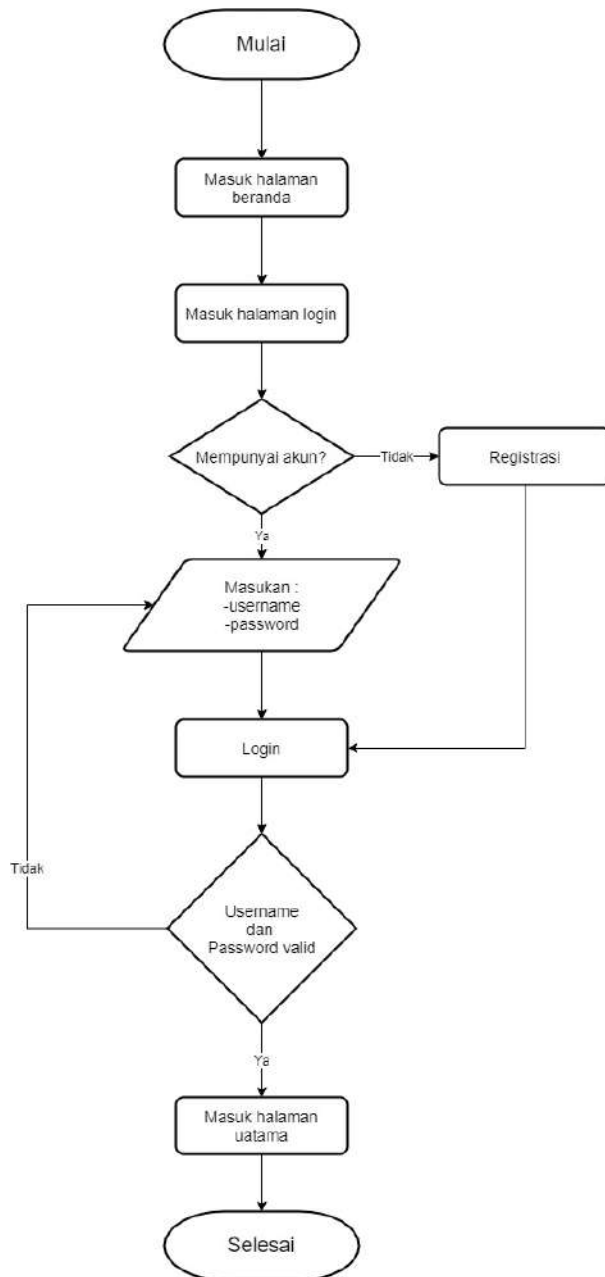 Mulai
Masuk halaman
beranda
Masuk halaman login
Mempunyai akun?
Tidak
Registrasi
Ya
Masukan :
-username
-password
Login
Tidak
Username
dan
Password valid
Ya
Masuk halaman
uatama
Selesai